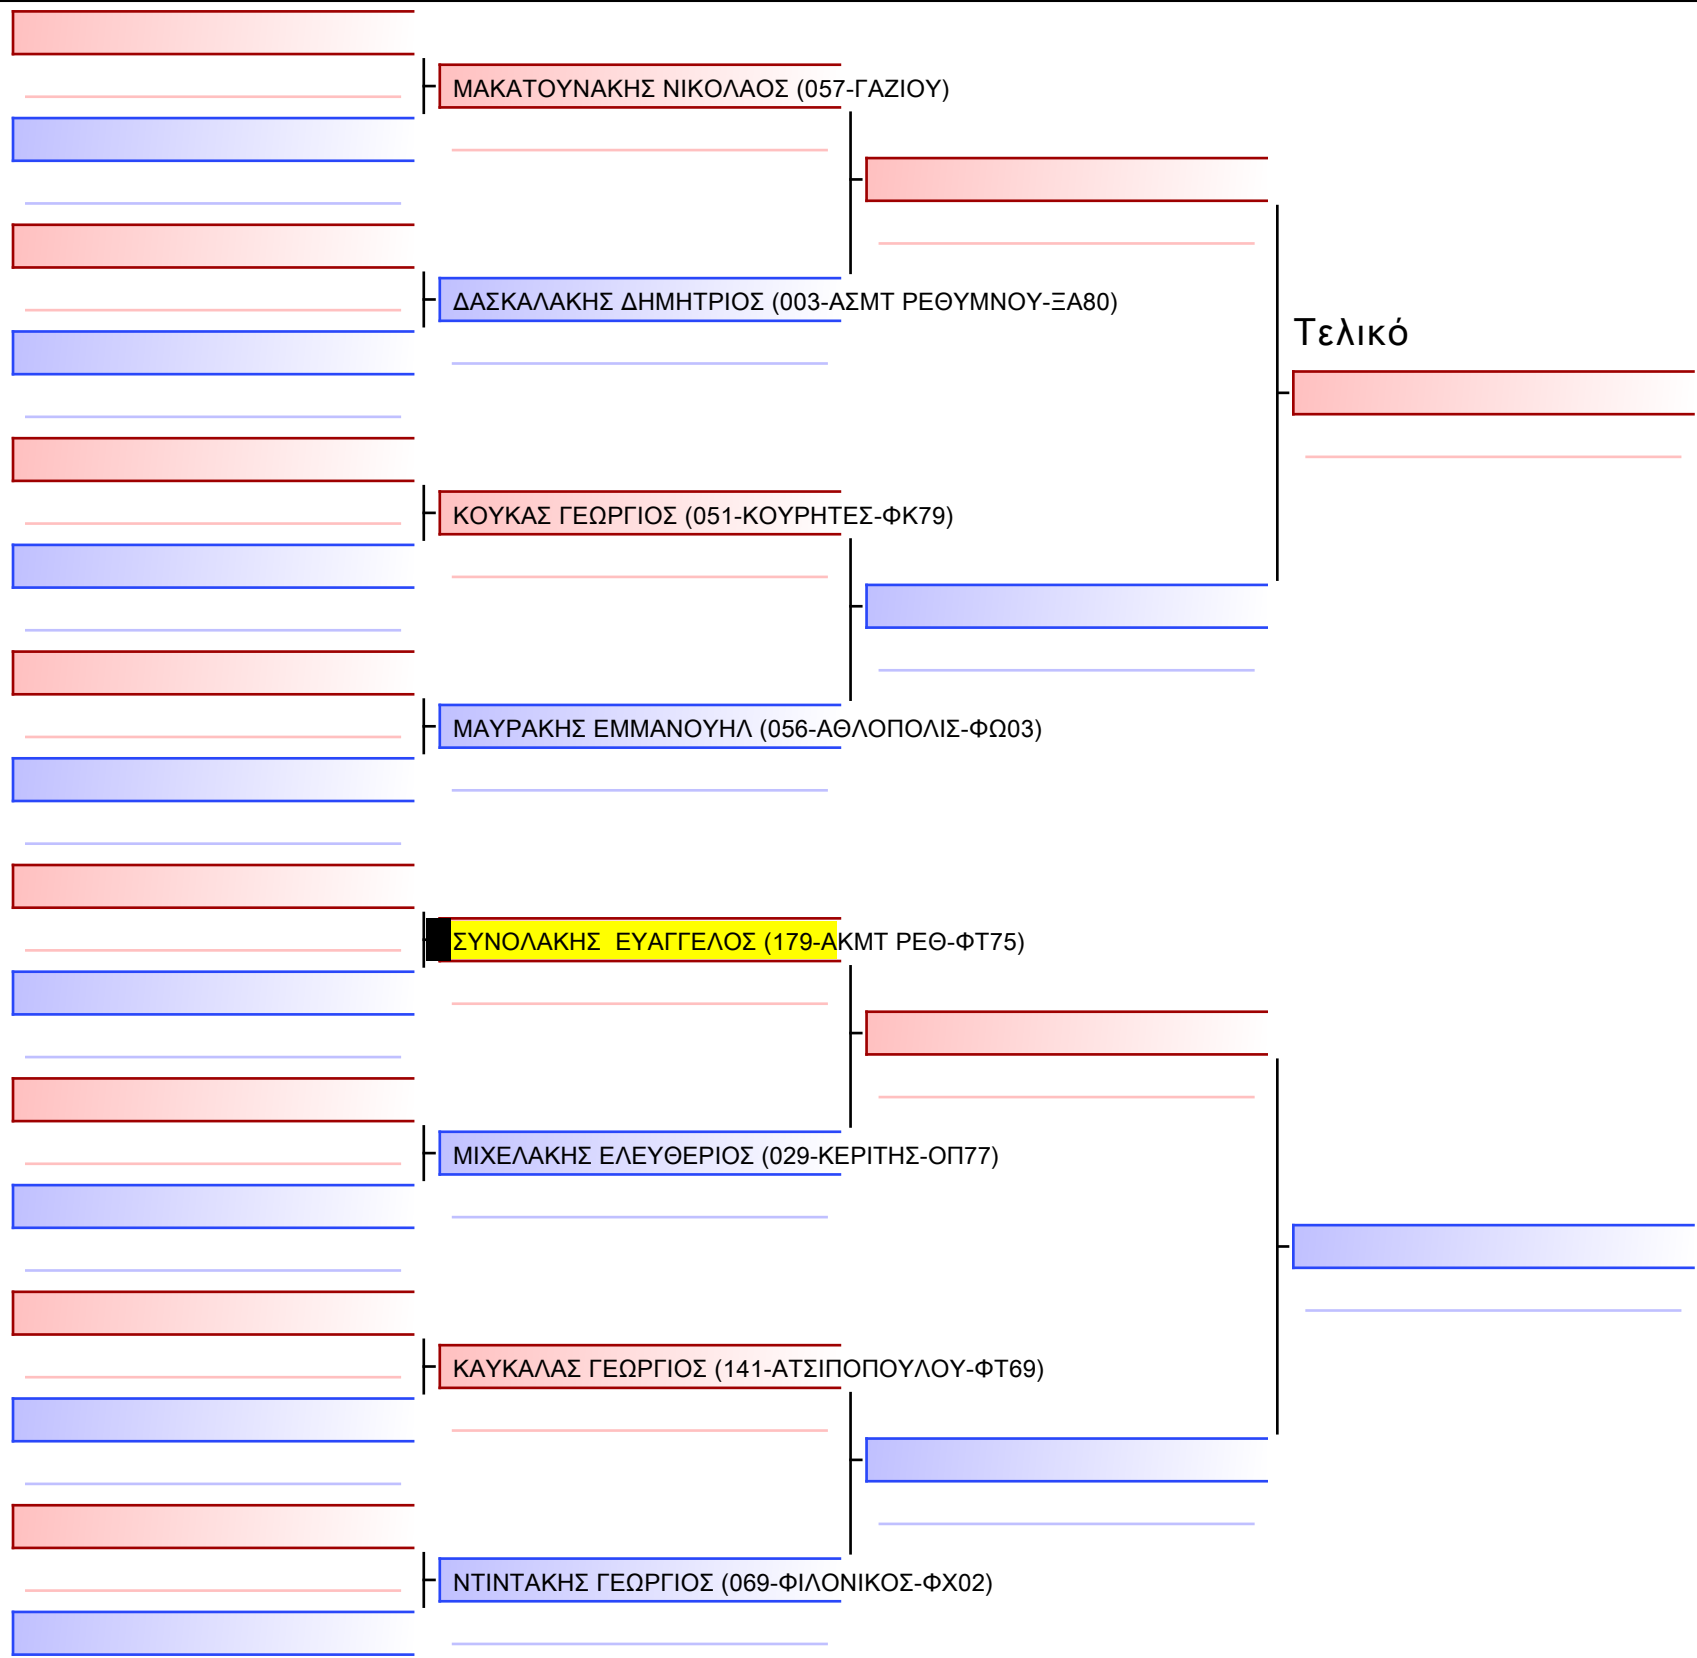 ΜΑΚΑΤΟΥΝΑΚΗΣ ΝΙΚΟΛΑΟΣ (057-ΓΑΖΙΟΥ)
ΔΑΣΚΑΛΑΚΗΣ ΔΗΜΗΤΡΙΟΣ (003-ΑΣΜΤ ΡΕΘΥΜΝΟΥ-ΞΑ80)
Τελικό
ΚΟΥΚΑΣ ΓΕΩΡΓΙΟΣ (051-ΚΟΥΡΗΤΕΣ-ΦΚ79)
ΜΑΥΡΑΚΗΣ ΕΜΜΑΝΟΥΗΛ (056-ΑΘΛΟΠΟΛΙΣ-ΦΩ03)
ΣΥΝΟΛΑΚΗΣ  ΕΥΑΓΓΕΛΟΣ (179-ΑΚΜΤ ΡΕΘ-ΦΤ75)
ΜΙΧΕΛΑΚΗΣ ΕΛΕΥΘΕΡΙΟΣ (029-ΚΕΡΙΤΗΣ-ΟΠ77)
ΚΑΥΚΑΛΑΣ ΓΕΩΡΓΙΟΣ (141-ΑΤΣΙΠΟΠΟΥΛΟΥ-ΦΤ69)
ΝΤΙΝΤΑΚΗΣ ΓΕΩΡΓΙΟΣ (069-ΦΙΛΟΝΙΚΟΣ-ΦΧ02)